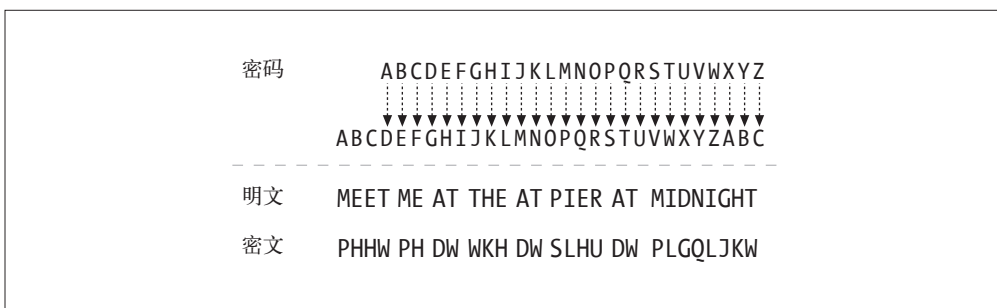 密码 ABCDEFGHIJKLMNOPQRSTUVWXYZ
ABCDEFGHIJKLMNOPQRSTUVWXYZABC
明文 MEET ME AT THE AT PIER AT MIDNIGHT
密文 PHHW PH DW WKH DW SLHU DW PLGQLJKW